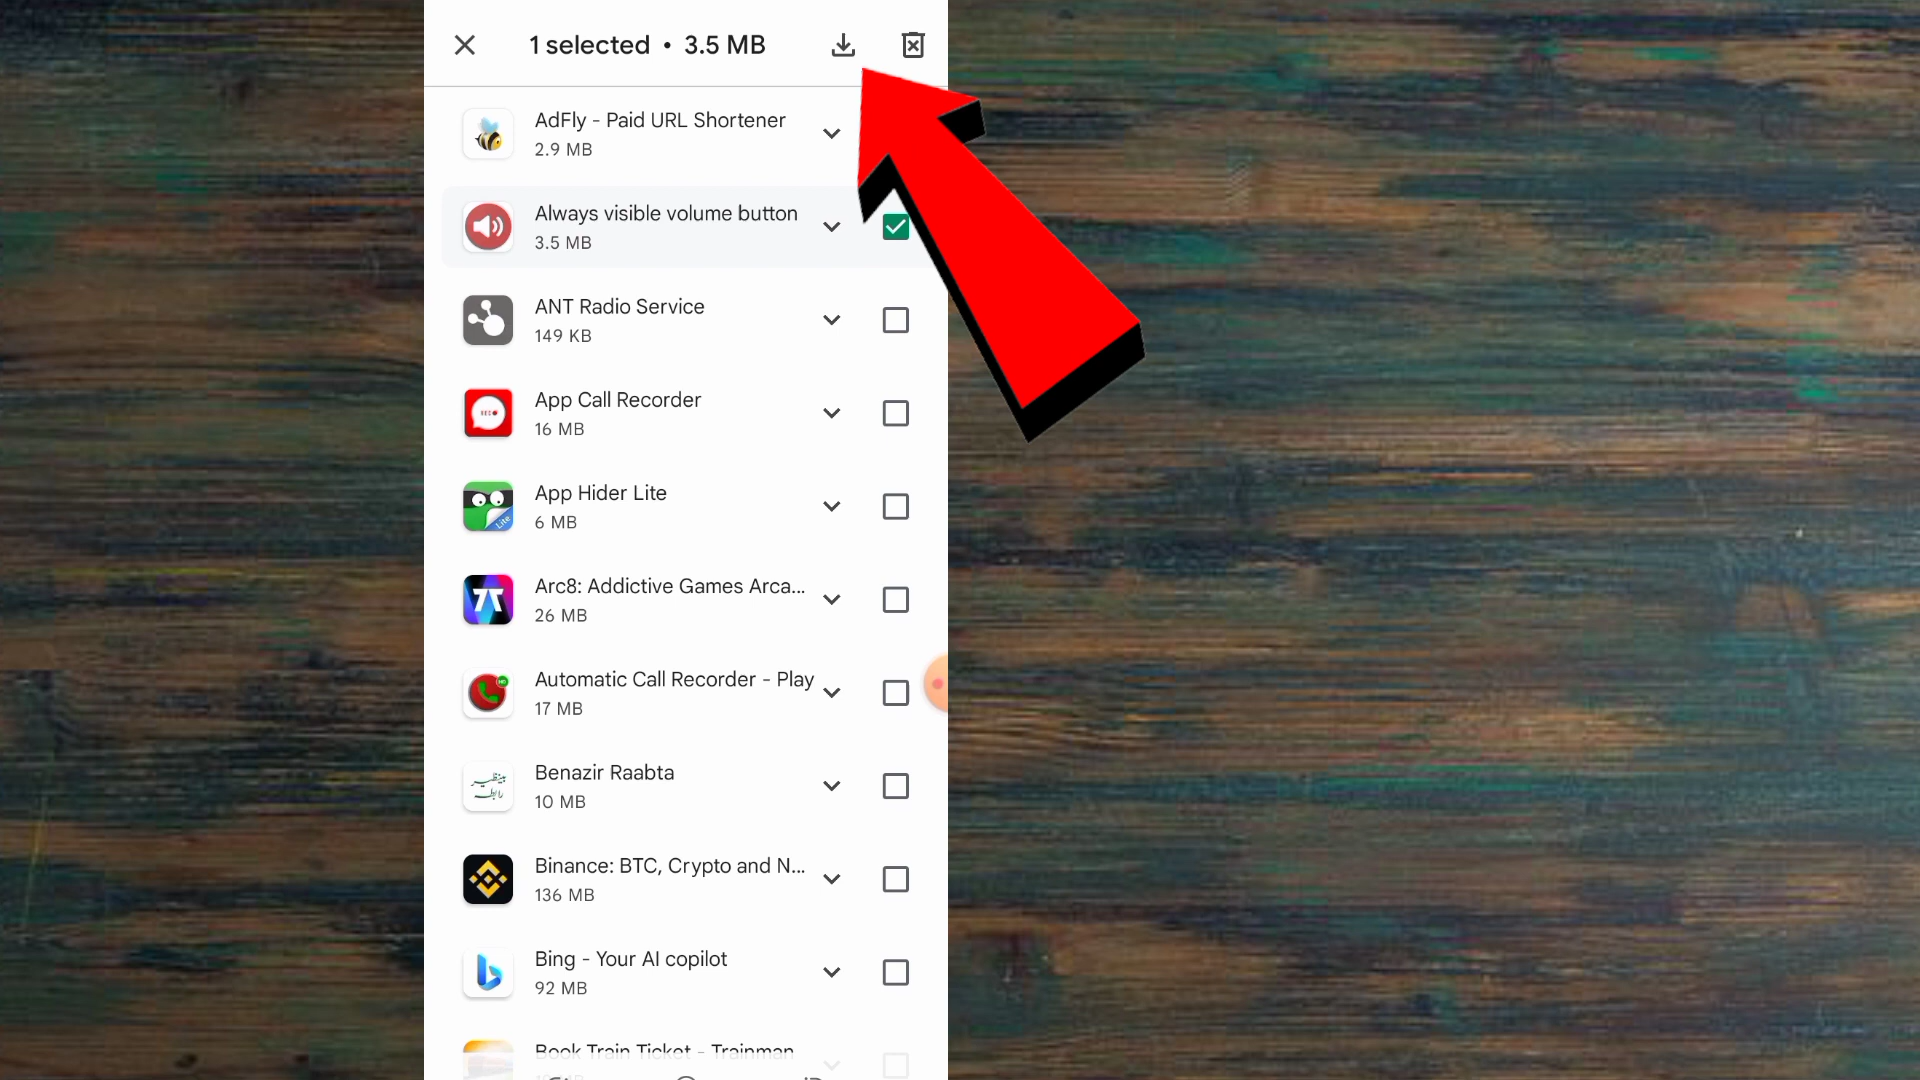 1 selected • 3.5 MB
AdFly - Paid URL Shortener
2.9 MB
Always visible volume button
3.5 MB
ANT Radio Service
149 KB
App Call Recorder
16 MB
App Hider Lite
6 MB
Lite
Arc8: Addictive Games Arca...
26 MB
Automatic Call Recorder - Play
17 MB
Benazir Raabta
10 MB
بینظیر
رابطہ
Binance: BTC, Crypto and N...
136 MB
Bing - Your AI copilot
92 MB
Book Train Ticket - Trainman